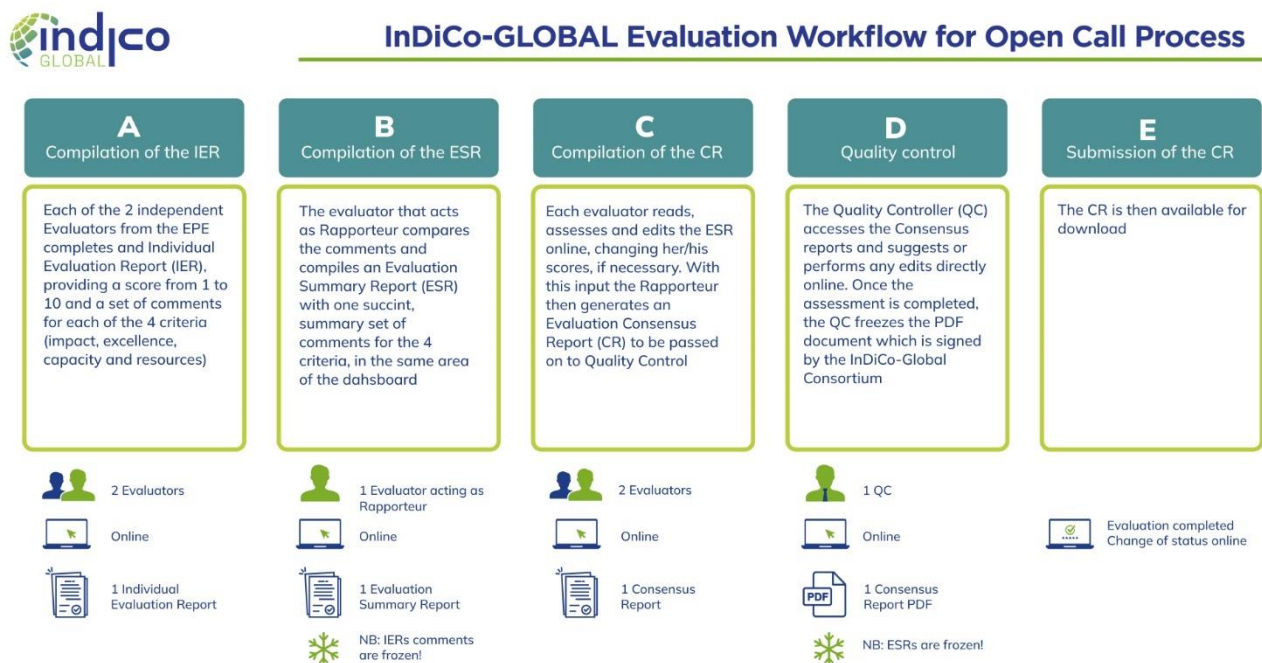 indico
GLOBAL
InDiCo-GLOBAL Evaluation Workflow for Open Call Process
A
Compilation of the IER
Each of the 2 independent
Evaluators from the EPE
completes and Individual
Evaluation Report (IER),
providing a score from 1 to
10 and a set of comments
for each of the 4 criteria
(impact, excellence,
capacity and resources)
2 Evaluators
Online
1 Individual
Evaluation Report
B
Compilation of the ESR
The evaluator that acts
as Rapporteur compares
the comments and
compiles an Evaluation
Summary Report (ESR)
with one succint,
summary set of
comments for the 4
criteria, in the same area
of the dahsboard
1 Evaluator acting as
Rapporteur
Online
1 Evaluation
Summary Report
NB: IERs comments
are frozen!
C
Compilation of the CR
Each evaluator reads,
assesses and edits the ESR
online, changing her/his
scores, if necessary. With
this input the Rapporteur
then generates an
Evaluation Consensus
Report (CR) to be passed
on to Quality Control
2 Evaluators
Online
1 Consensus
Report
D
Quality control
The Quality Controller (QC)
accesses the Consensus
reports and suggests or
performs any edits directly
online. Once the
assessment is completed,
the QC freezes the PDF
document which is signed
by the InDiCo-Global
Consortium
1 QC
Online
PDF
1 Consensus
Report PDF
NB: ESRs are frozen!
E
Submission of the CR
The CR is then available for
download
Evaluation completed
Change of status online